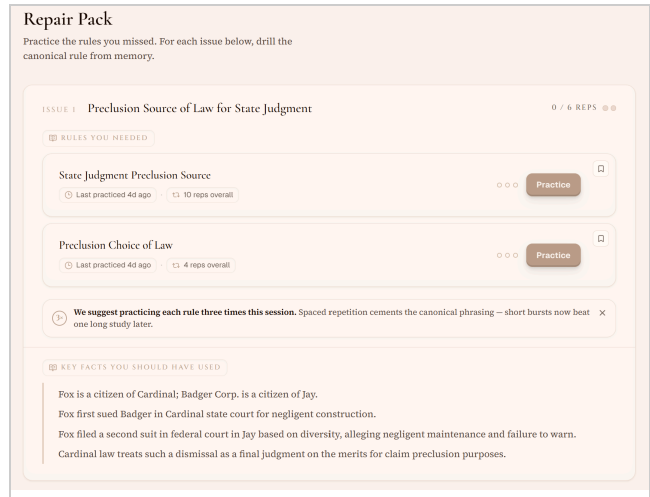 Repair Pack
Practice the rules you missed. For each issue below, drill the
canonical rule from memory.
ISSUE 1 Preclusion Source of Law for State Judgment 0 / 6 REPS
RULES YOU NEEDED
State Judgment Preclusion Source
Last practiced 4d ago · 10 reps overall
Practice
Preclusion Choice of Law
Last practiced 4d ago · 4 reps overall
Practice
3×
We suggest practicing each rule three times this session. Spaced repetition cements the canonical phrasing — short bursts now beat
one long study later.
KEY FACTS YOU SHOULD HAVE USED
Fox is a citizen of Cardinal; Badger Corp. is a citizen of Jay.
Fox first sued Badger in Cardinal state court for negligent construction.
Fox filed a second suit in federal court in Jay based on diversity, alleging negligent maintenance and failure to warn.
Cardinal law treats such a dismissal as a final judgment on the merits for claim preclusion purposes.